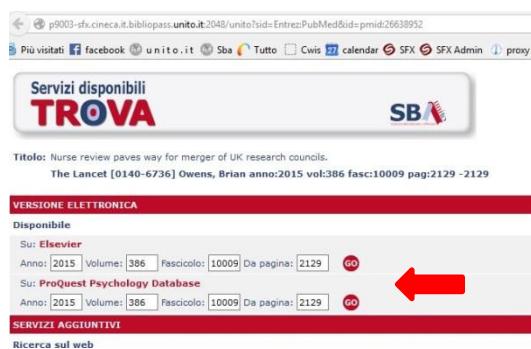 p9003-sfx.cineca.it.bibliopass.unito.it:2048/unito?sid=Entrez:PubMed&id=pmid:26638952
Più visitati facebook u n i t o . i t Sba Tutto Cwis 27 calendar SFX SFX Admin proxy
Servizi disponibili
TROVA
SBA
Titolo: Nurse review paves way for merger of UK research councils.
The Lancet [0140-6736] Owens, Brian anno:2015 vol:386 fasc:10009 pag:2129 -2129
VERSIONE ELETTRONICA
Disponibile
Su: Elsevier
Anno: 2015 Volume: 386 Fascicolo: 10009 Da pagina: 2129 GO
Su: ProQuest Psychology Database
Anno: 2015 Volume: 386 Fascicolo: 10009 Da pagina: 2129 GO
SERVIZI AGGIUNTIVI
Ricerca sul web